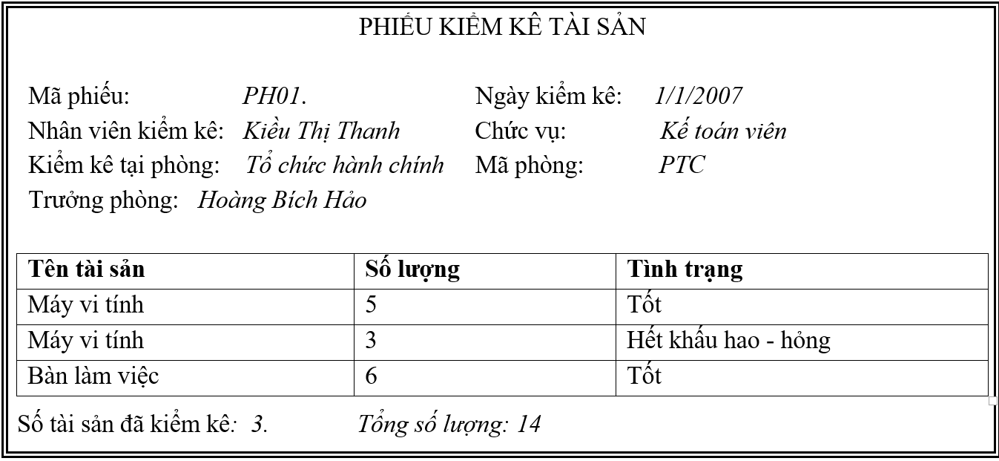 PHIẾU KIỂM KÊ TÀI SẢN
Mã phiếu: PH01. Ngày kiểm kê: 1/1/2007
Nhân viên kiểm kê: Kiều Thị Thanh Chức vụ: Kế toán viên
Kiểm kê tại phòng: Tổ chức hành chính Mã phòng: PTC
Trưởng phòng: Hoàng Bích Hảo
Tên tài sản Số lượng Tình trạng
Máy vi tính 5 Tốt
Máy vi tính 3 Hết khấu hao - hỏng
Bàn làm việc 6 Tốt
Số tài sản đã kiểm kê: 3. Tổng số lượng: 14